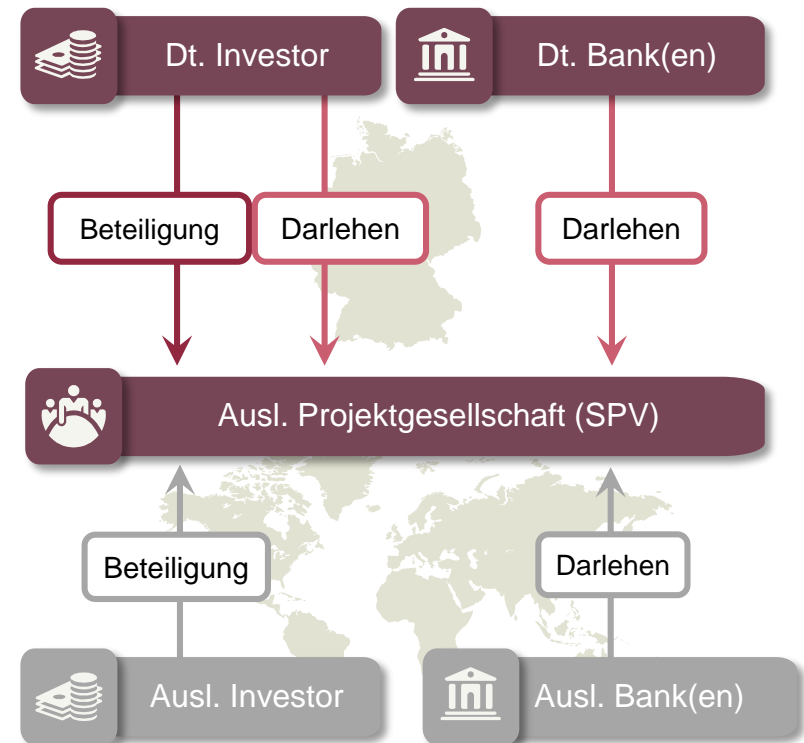 Dt. Investor
Dt. Bank(en)
Beteiligung
Darlehen
Darlehen
Ausl. Projektgesellschaft (SPV)
Beteiligung
Darlehen
Ausl. Investor
Ausl. Bank(en)